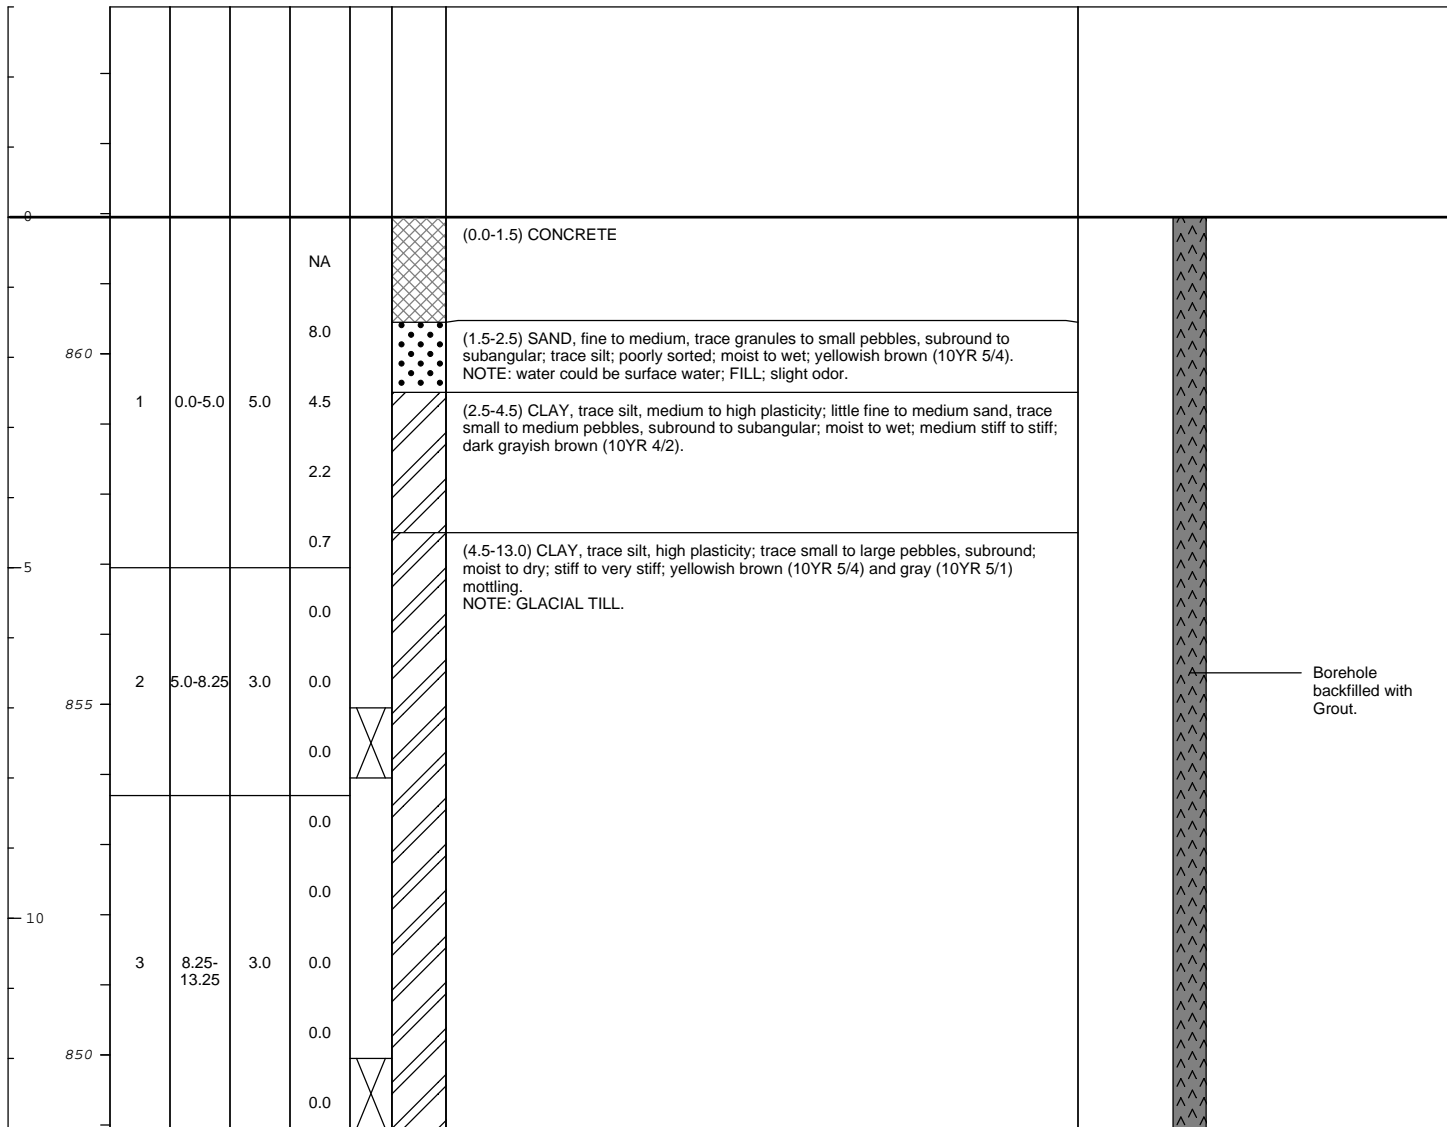 0
NA
(0.0-1.5) CONCRETE
8.0
(1.5-2.5) SAND, fine to medium, trace granules to small pebbles, subround to
subangular; trace silt; poorly sorted; moist to wet; yellowish brown (10YR 5/4).
NOTE: water could be surface water; FILL; slight odor.
860
1
0.0-5.0
5.0
4.5
(2.5-4.5) CLAY, trace silt, medium to high plasticity; little fine to medium sand, trace
small to medium pebbles, subround to subangular; moist to wet; medium stiff to stiff;
dark grayish brown (10YR 4/2).
2.2
0.7
(4.5-13.0) CLAY, trace silt, high plasticity; trace small to large pebbles, subround;
moist to dry; stiff to very stiff; yellowish brown (10YR 5/4) and gray (10YR 5/1)
mottling.
NOTE: GLACIAL TILL.
5
0.0
2
5.0-8.25
3.0
0.0
Borehole
backfilled with
Grout.
855
0.0
0.0
0.0
10
3
8.25-
13.25
3.0
0.0
0.0
850
0.0